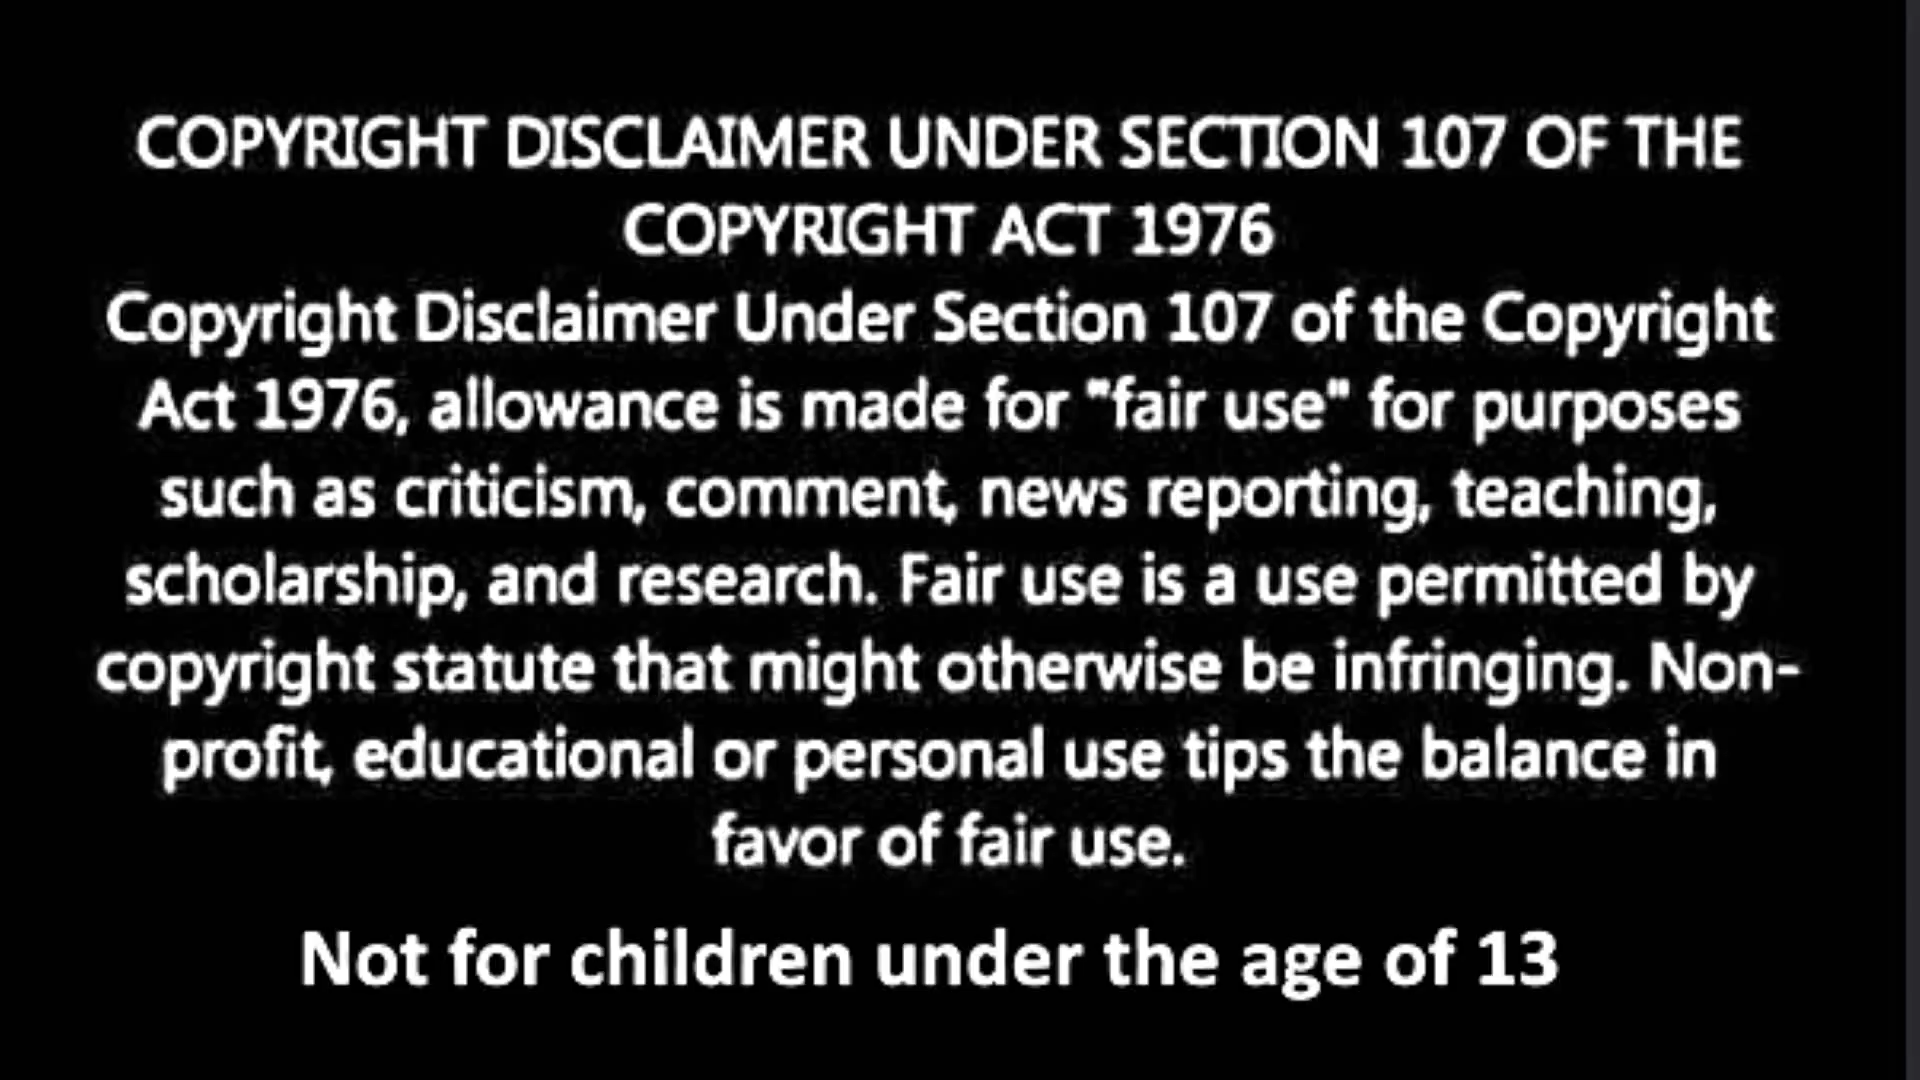 COPYRIGHT DISCLAIMER UNDER SECTION 107 OF THE
COPYRIGHT ACT 1976
Copyright Disclaimer Under Section 107 of the Copyright
Act 1976, allowance is made for "fair use" for purposes
such as criticism, comment, news reporting, teaching,
scholarship, and research. Fair use is a use permitted by
copyright statute that might otherwise be infringing. Non-
profit, educational or personal use tips the balance in
favor of fair use.
Not for children under the age of 13